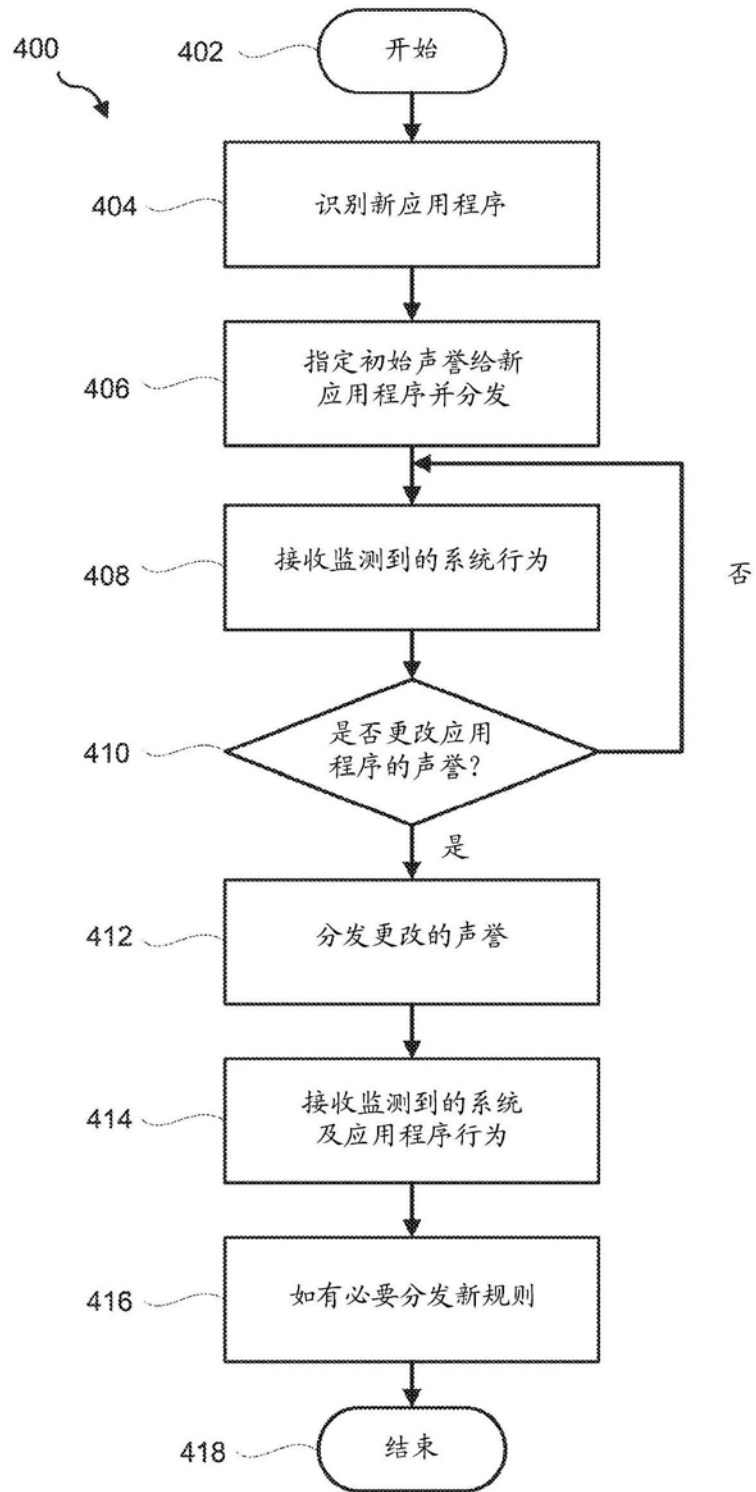 400
402
开始
404
识别新应用程序
406
指定初始声誉给新
应用程序并分发
408
接收监测到的系统行为
否
410
是否更改应用
程序的声誉?
是
412
分发更改的声誉
414
接收监测到的系统
及应用程序行为
416
如有必要分发新规则
418
结束